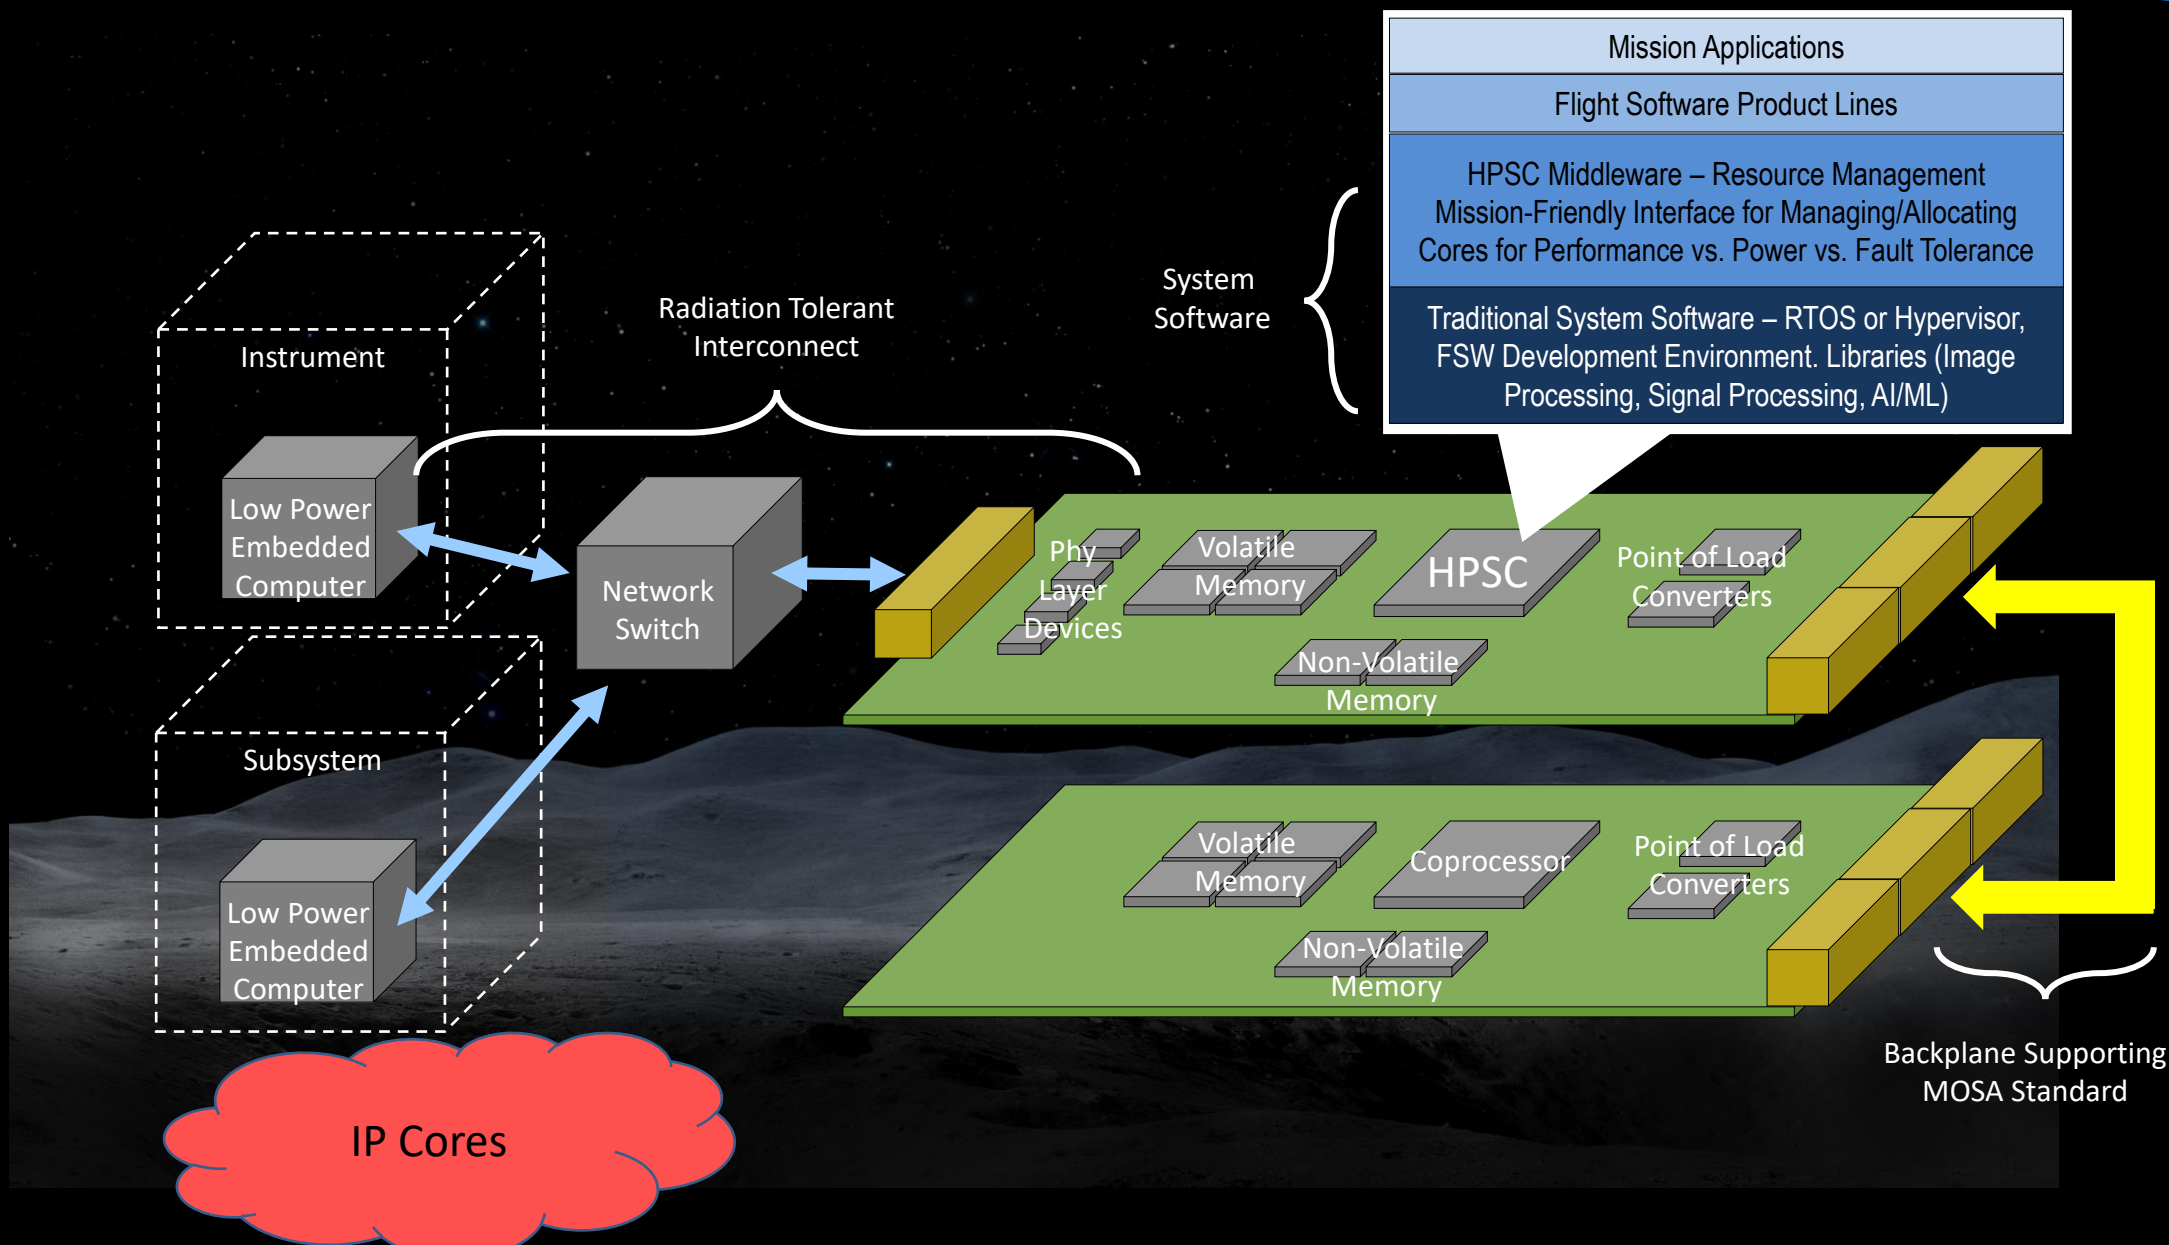 Mission Applications
Flight Software Product Lines
HPSC Middleware – Resource Management
Mission-Friendly Interface for Managing/Allocating
Cores for Performance vs. Power vs. Fault Tolerance
Traditional System Software – RTOS or Hypervisor,
FSW Development Environment. Libraries (Image
Processing, Signal Processing, AI/ML)
System
Software
Radiation Tolerant
Interconnect
Instrument
Low Power
Embedded
Computer
Network
Switch
Phy
Layer
Devices
Volatile
Memory
HPSC
Point of Load
Converters
Non-Volatile
Memory
Subsystem
Low Power
Embedded
Computer
Volatile
Memory
Coprocessor
Point of Load
Converters
Non-Volatile
Memory
Backplane Supporting
MOSA Standard
IP Cores